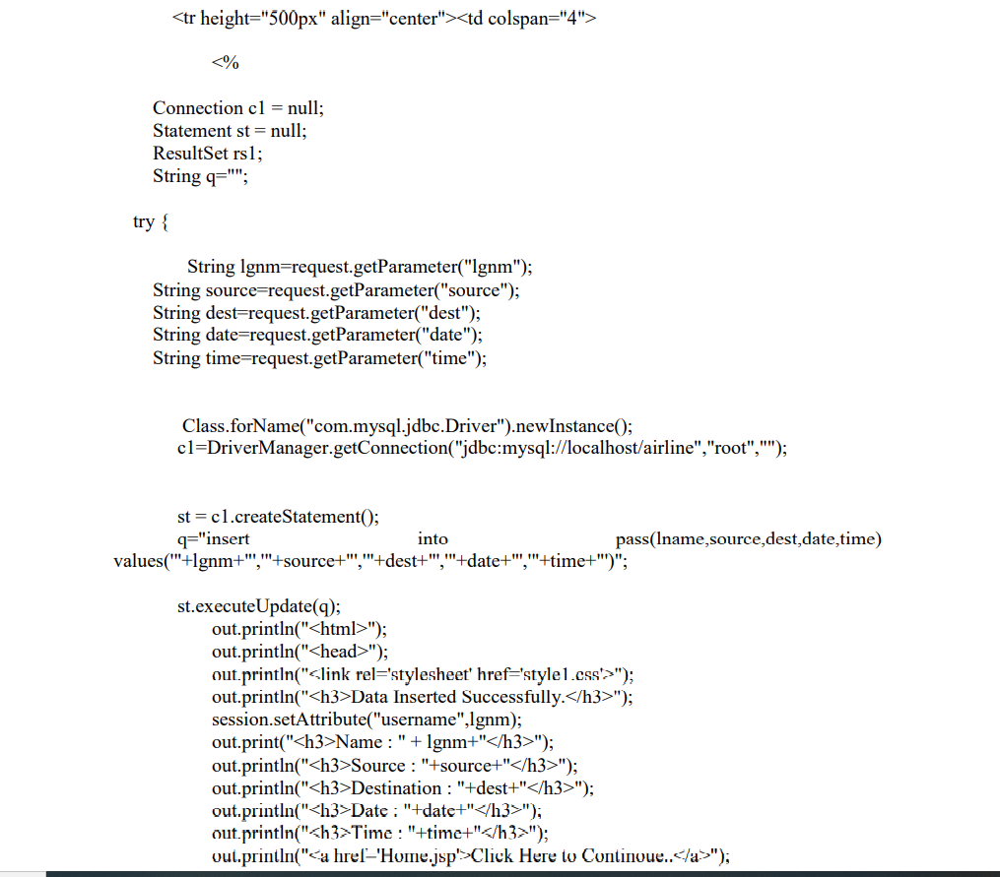 <tr height="500px" align="center"><td colspan="4">
<%
Connection c1 = null;
Statement st = null;
ResultSet rs1;
String q="";
try {
String lgnm=request.getParameter("lgnm");
String source=request.getParameter("source");
String dest=request.getParameter("dest");
String date=request.getParameter("date");
String time=request.getParameter("time");
Class.forName("com.mysql.jdbc.Driver").newInstance();
c1=DriverManager.getConnection("jdbc:mysql://localhost/airline","root","");
st = c1.createStatement();
q="insert into pass(lname,source,dest,date,time)
values('"+lgnm+"','"+source+"','"+dest+"','"+date+"','"+time+"')";
st.executeUpdate(q);
out.println("<html>");
out.println("<head>");
out.println("<link rel='stylesheet' href='style1.css'>");
out.println("<h3>Data Inserted Successfully.</h3>");
session.setAttribute("username",lgnm);
out.print("<h3>Name : " + lgnm+"</h3>");
out.println("<h3>Source : "+source+"</h3>");
out.println("<h3>Destination : "+dest+"</h3>");
out.println("<h3>Date : "+date+"</h3>");
out.println("<h3>Time : "+time+"</h3>");
out.println("<a href='Home.jsp'>Click Here to Continoue..</a>");